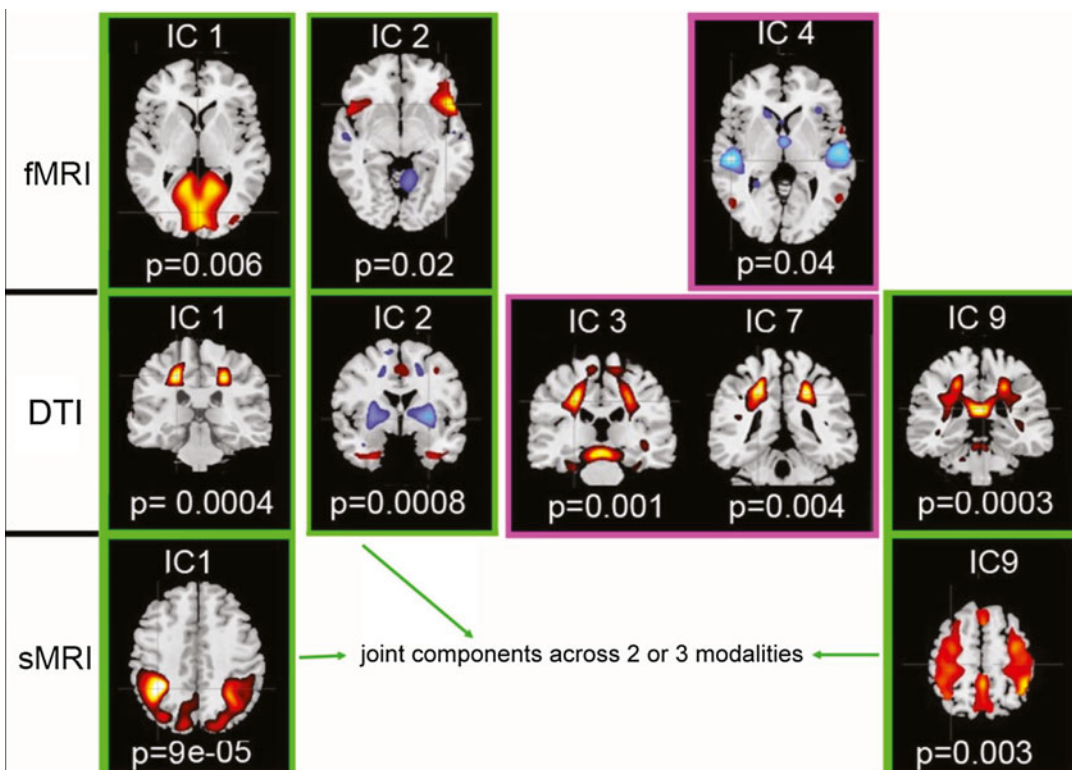 IC 1
IC 2
IC 4
fMRI
p=0.006
p=0.02
p=0.04
IC 1
IC 2
IC 3
IC 7
IC 9
DTI
p= 0.0004
p=0.0008
p=0.001
p=0.004
p=0.0003
IC1
IC9
sMRI
joint components across 2 or 3 modalities
p=9e-05
p=0.003